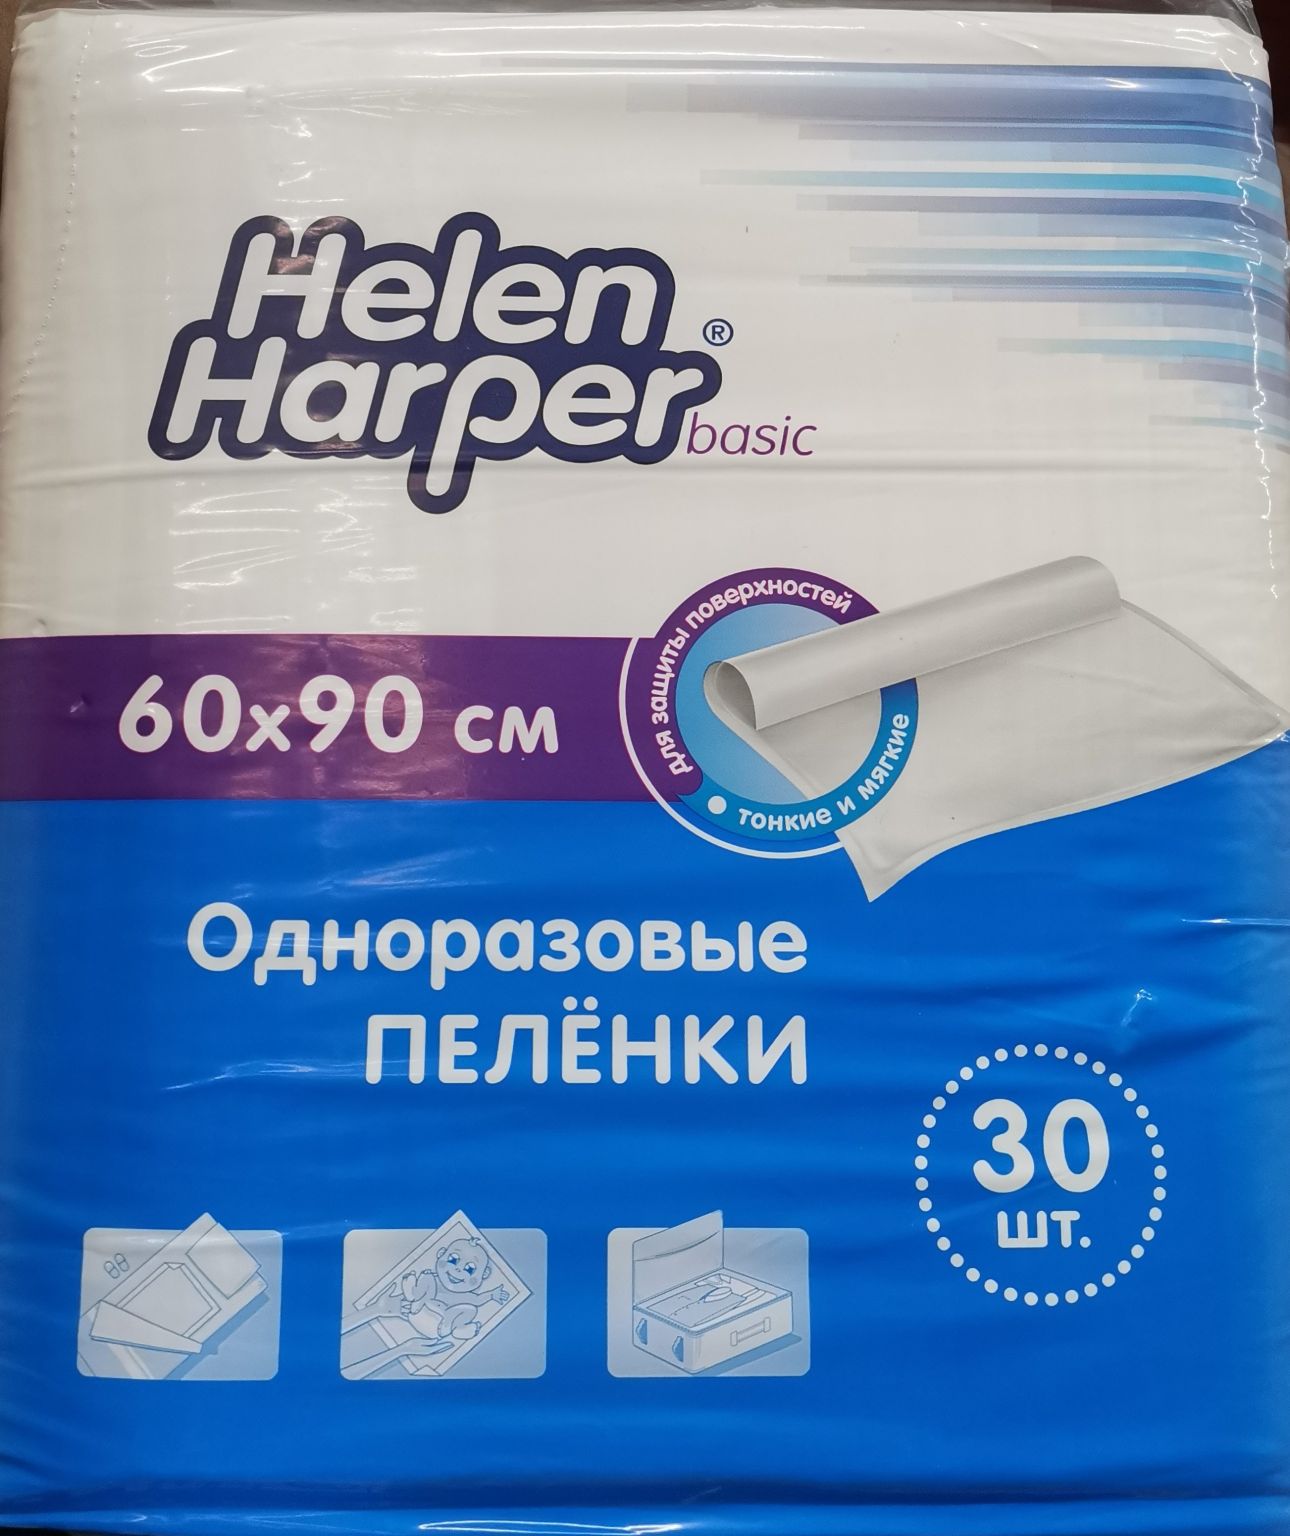 Helen
Harper®
basic
60x90 см
для защиты поверхностей
• тонкие и мягкие
Одноразовые
ПЕЛЁНКИ
30
шт.